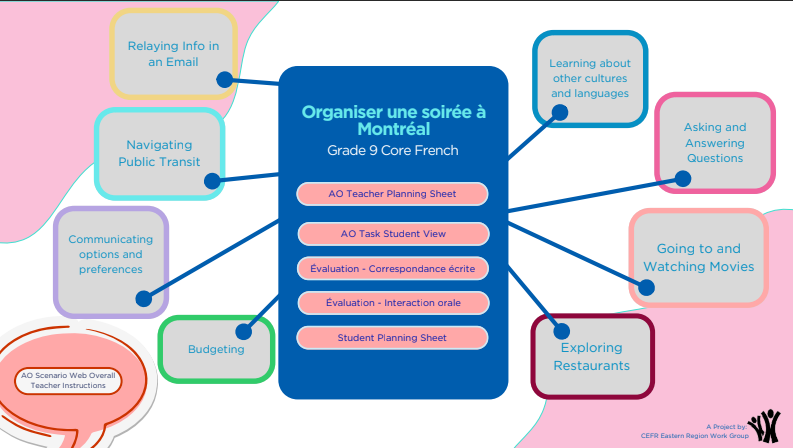 Relaying Info in
an Email
Navigating
Public Transit
Communicating
options and
preferences
Budgeting
AO Scenario Web Overall
Teacher Instructions
Organiser une soirée à
Montréal
Grade 9 Core French
AO Teacher Planning Sheet
AO Task Student View
Évaluation - Correspondance écrite
Évaluation - Interaction orale
Student Planning Sheet
Learning about
other cultures
and languages
Asking and
Answering
Questions
Going to and
Watching Movies
Exploring
Restaurants
A Project by:
CEFR Eastern Region Work Group